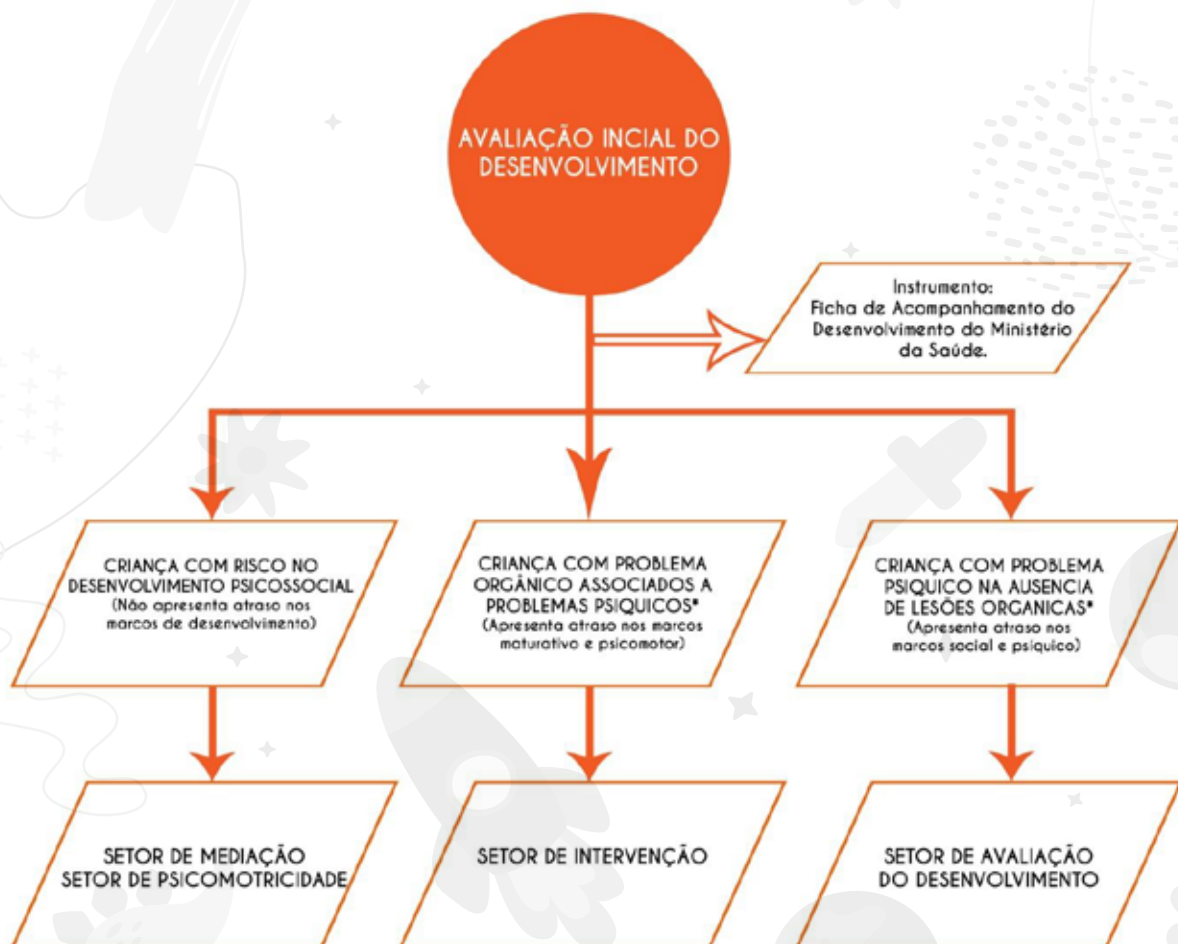 AVALIAÇÃO INCIAL DO
DESENVOLVIMENTO
Instrumento:
Ficha de Acompanhamento do
Desenvolvimento do Ministério
da Saúde.
CRIANÇA COM RISCO NO
DESENVOLVIMENTO PSICOSSOCIAL
(Não apresenta atraso nos
marcos de desenvolvimento)
CRIANÇA COM PROBLEMA
ORGÂNICO ASSOCIADOS A
PROBLEMAS PSIQUICOS*
(Apresenta atraso nos marcos
maturativo e psicomotor)
CRIANÇA COM PROBLEMA
PSIQUICO NA AUSENCIA
DE LESÕES ORGANICAS*
(Apresenta atraso nos
marcos social e psíquico)
SETOR DE MEDIAÇÃO
SETOR DE PSICOMOTRICIDADE
SETOR DE INTERVENÇÃO
SETOR DE AVALIAÇÃO
DO DESENVOLVIMENTO